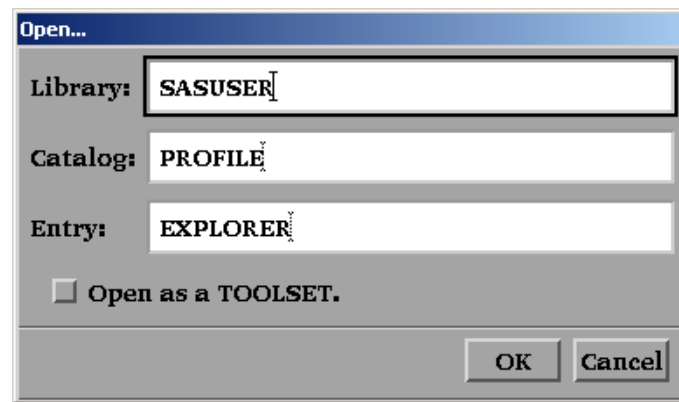 Open...
Library: SASUSER
Catalog: PROFILE
Entry: EXPLORER
Open as a TOOLSET.
OK Cancel